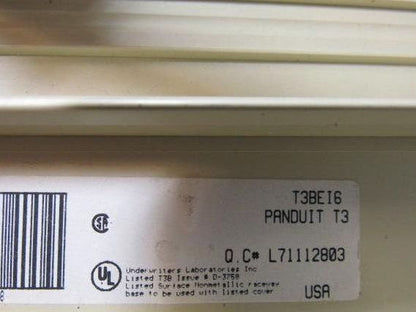 T3BEI6
PANDUIT T3
Q.C# L71112803
UL
Underwriters Laboratories Inc
Listed T3B Issue # D-3758
Listed Surface Nonmetallic raceway
base to be used with listed cover
USA